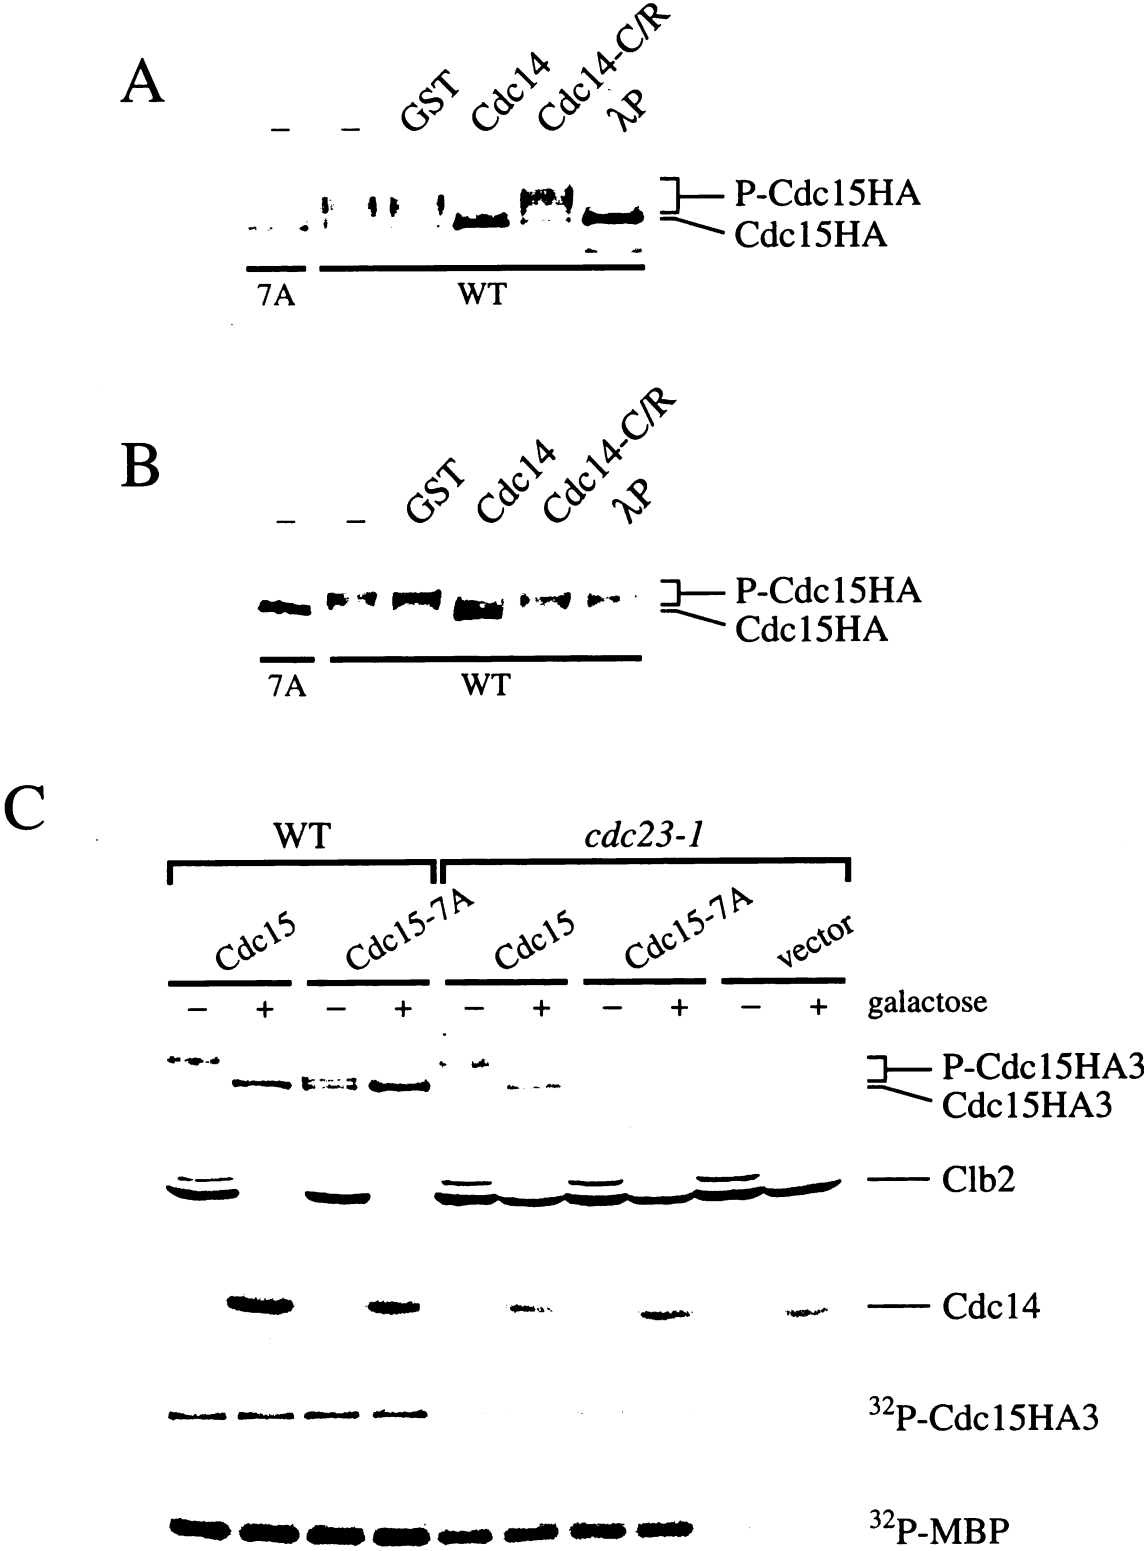 A
– – GST Cdc14 Cdc14-C/R λP
P-Cdc15HA
Cdc15HA
7A WT
B
– – GST Cdc14 Cdc14-C/R λP
P-Cdc15HA
Cdc15HA
7A WT
C
WT cdc23-1
Cdc15 Cdc15-7A Cdc15 Cdc15-7A vector
– + – + – + – + – + galactose
P-Cdc15HA3
Cdc15HA3
Clb2
Cdc14
³²P-Cdc15HA3
³²P-MBP